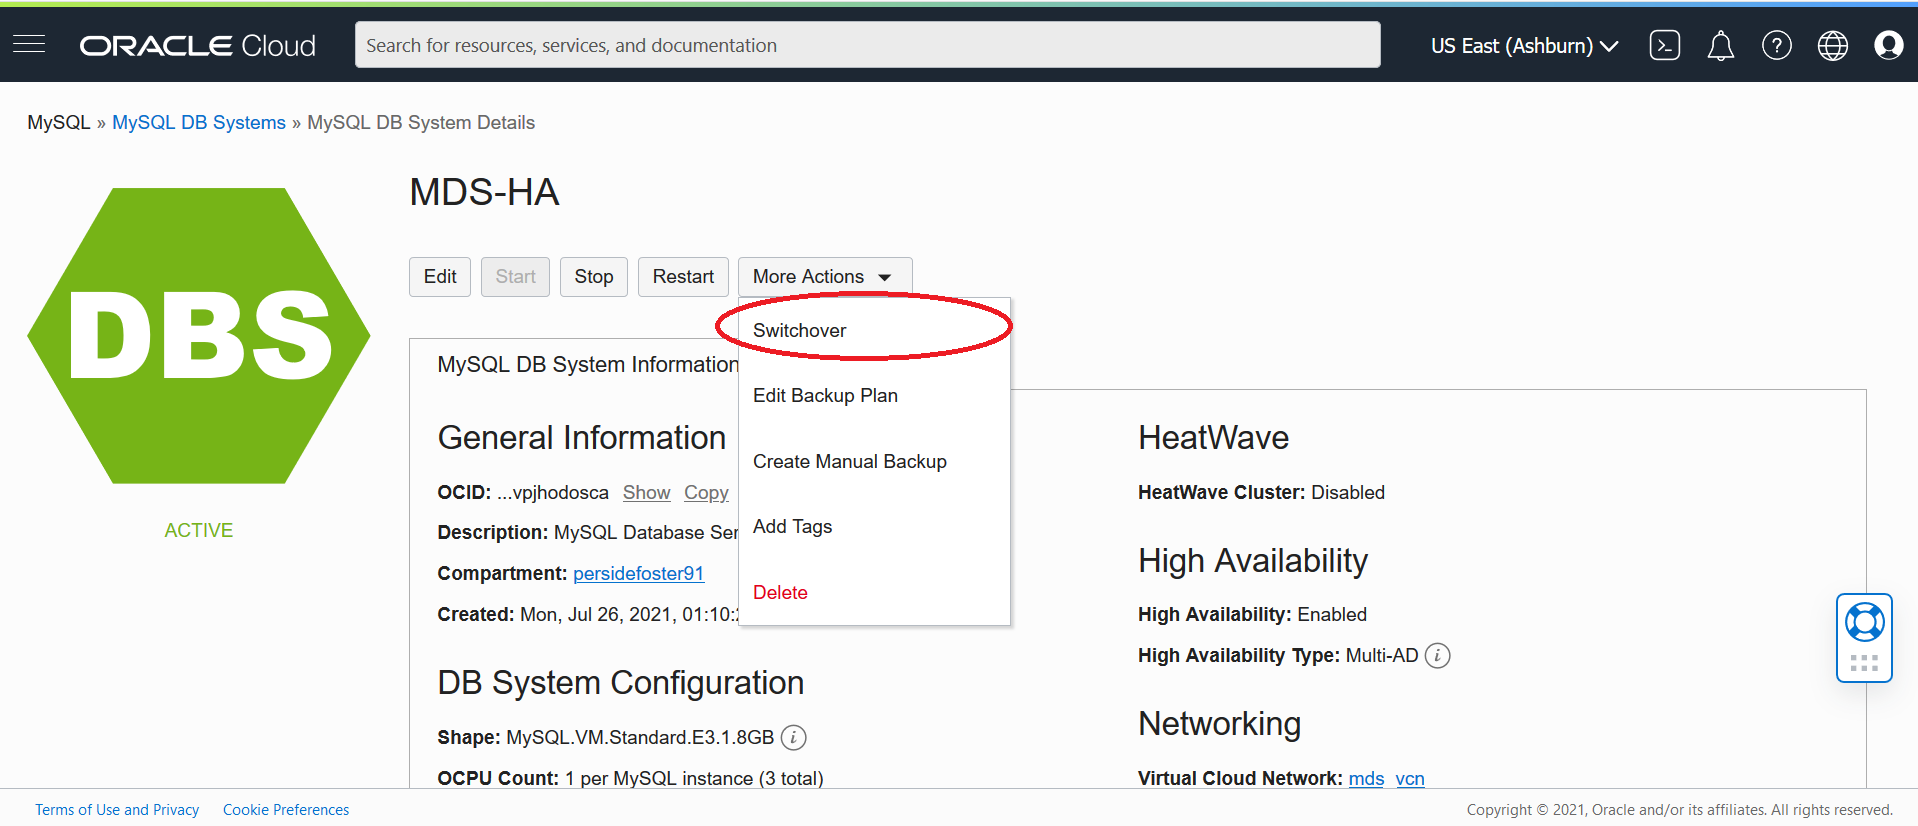 ORACLE Cloud
Search for resources, services, and documentation
US East (Ashburn)
MySQL » MySQL DB Systems » MySQL DB System Details
DBS
ACTIVE
MDS-HA
Edit Start Stop Restart More Actions
Switchover
Edit Backup Plan
Create Manual Backup
Add Tags
Delete
MySQL DB System Information
General Information
OCID: ...vpjhodosca Show Copy
Description: MySQL Database Ser
Compartment: persidefoster91
Created: Mon, Jul 26, 2021, 01:10:
DB System Configuration
Shape: MySQL.VM.Standard.E3.1.8GB
OCPU Count: 1 per MySQL instance (3 total)
HeatWave
HeatWave Cluster: Disabled
High Availability
High Availability: Enabled
High Availability Type: Multi-AD
Networking
Virtual Cloud Network: mds vcn
Terms of Use and Privacy Cookie Preferences
Copyright © 2021, Oracle and/or its affiliates. All rights reserved.